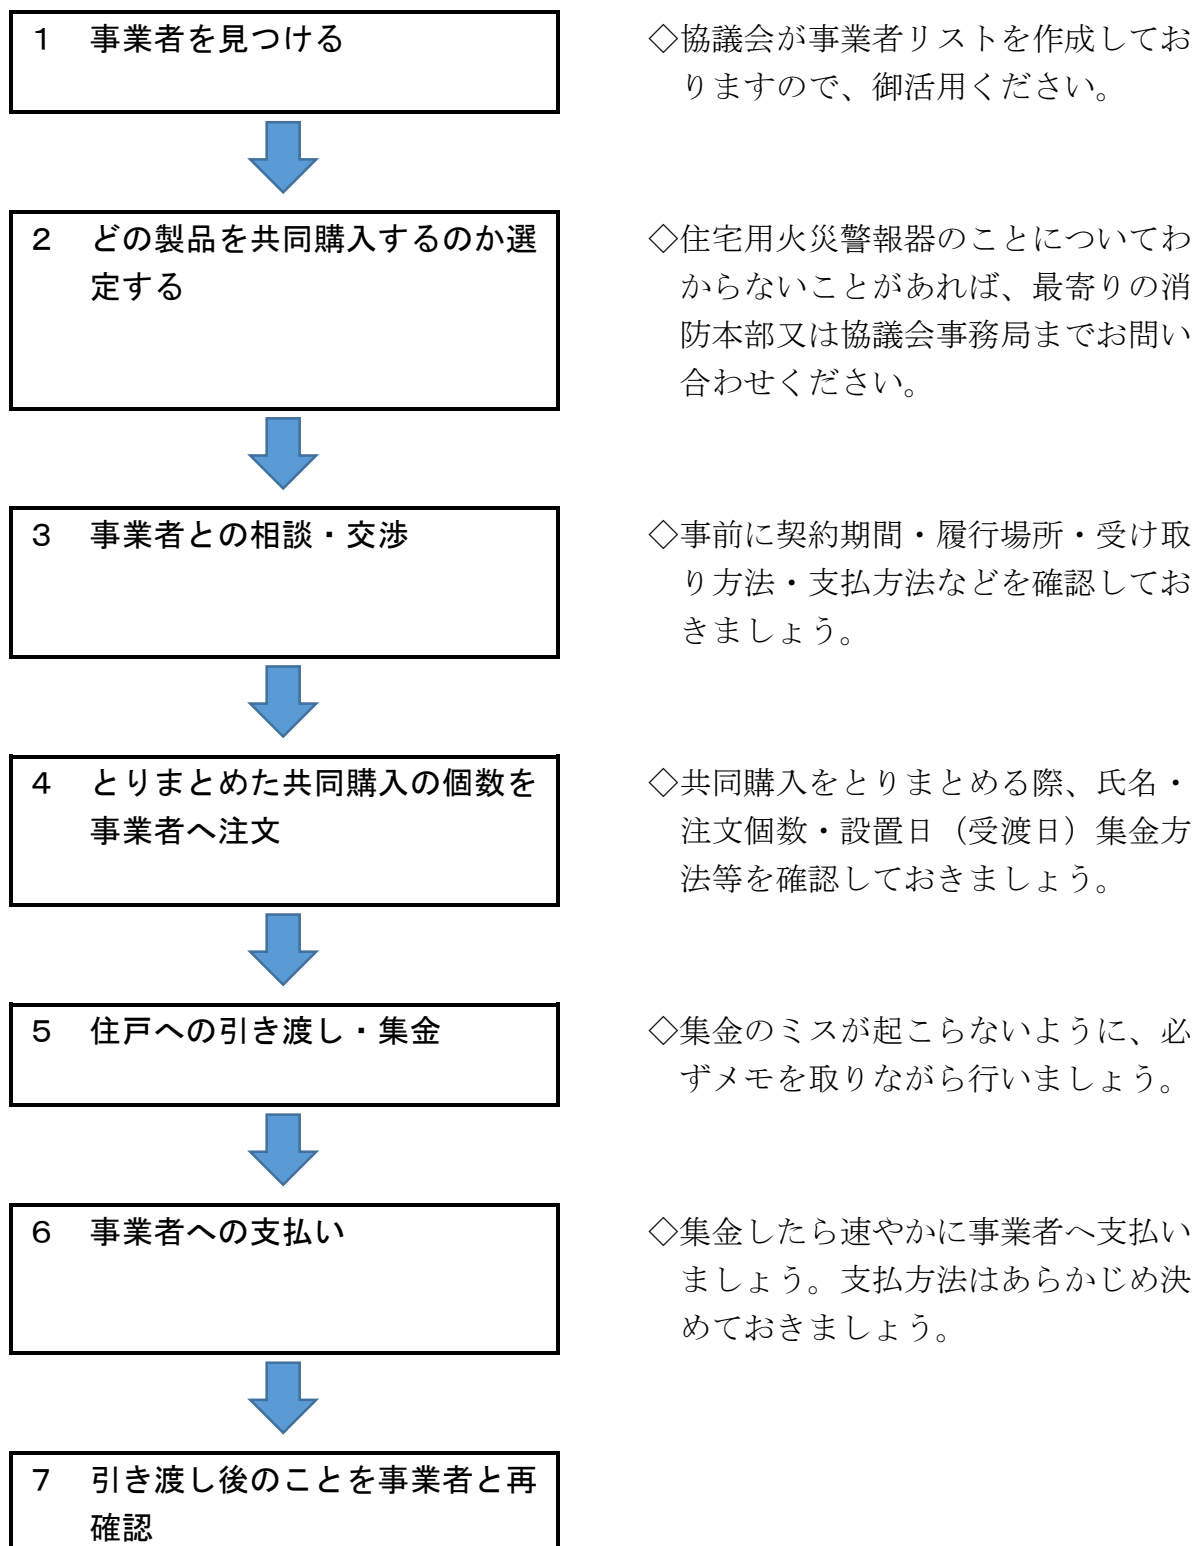 １　事業者を見つける
◇協議会が事業者リストを作成してお
りますので、御活用ください。
２　どの製品を共同購入するのか選
定する
◇住宅用火災警報器のことについてわ
からないことがあれば、最寄りの消
防本部又は協議会事務局までお問い
合わせください。
３　事業者との相談・交渉
◇事前に契約期間・履行場所・受け取
り方法・支払方法などを確認してお
きましょう。
４　とりまとめた共同購入の個数を
事業者へ注文
◇共同購入をとりまとめる際、氏名・
注文個数・設置日（受渡日）集金方
法等を確認しておきましょう。
５　住戸への引き渡し・集金
◇集金のミスが起こらないように、必
ずメモを取りながら行いましょう。
６　事業者への支払い
◇集金したら速やかに事業者へ支払い
ましょう。支払方法はあらかじめ決
めておきましょう。
７　引き渡し後のことを事業者と再
確認